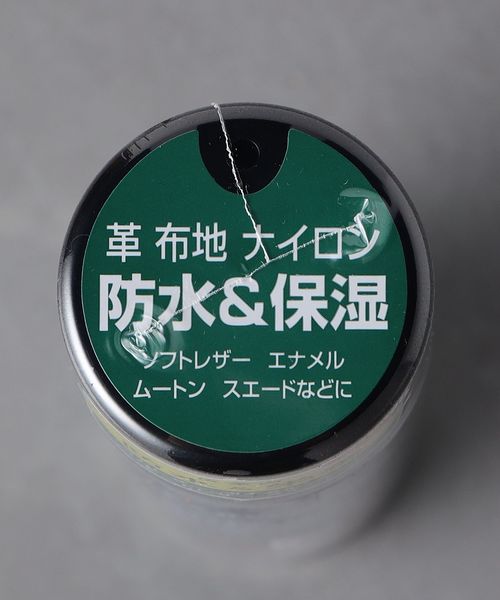 革 布地 ナイロン
防水&保湿
ソフトレザー エナメル
ムートン スエードなどに